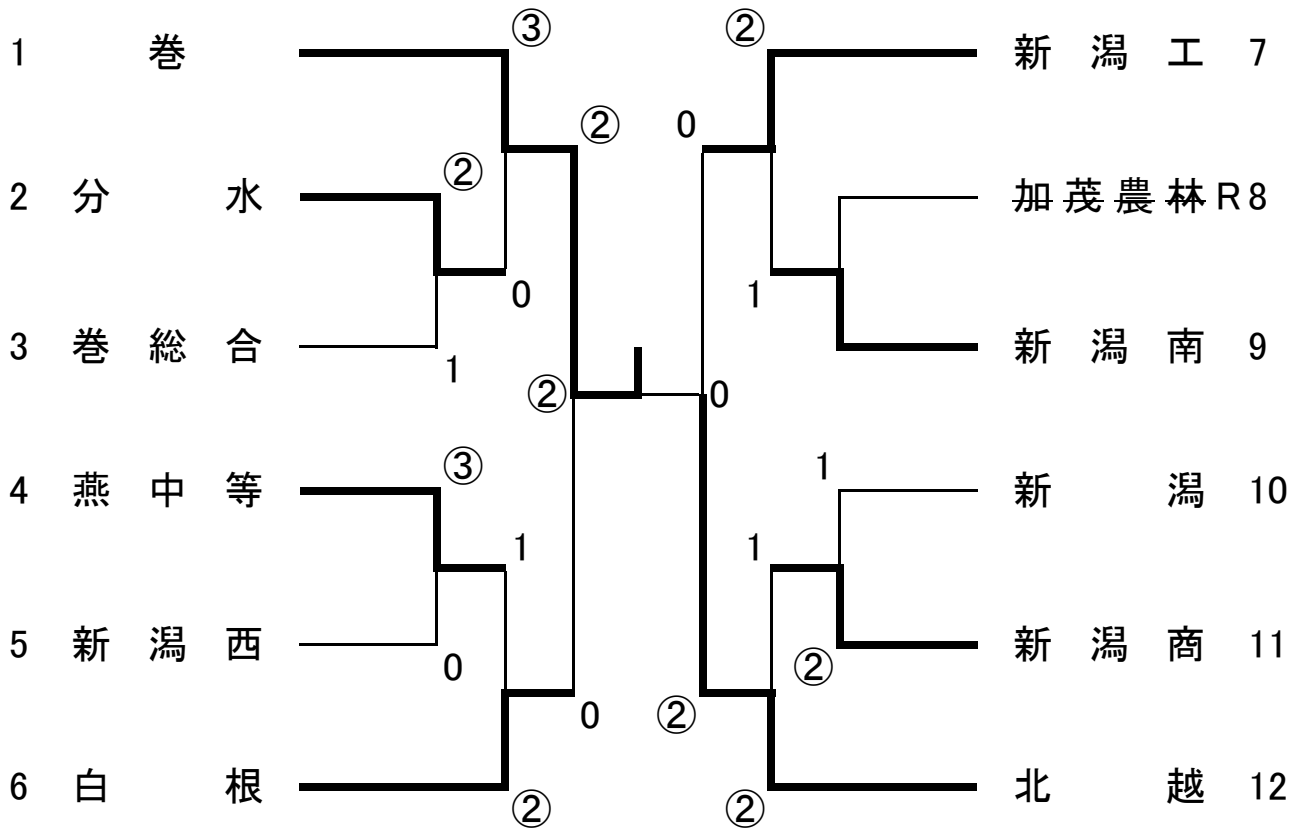 ③ ②
1 巻 新潟工 7
② 0
②
2 分水 加茂農林 R8
0 1
3 巻総合 新潟南 9
1
② 0
③ 1
4 燕中等 新潟 10
1 1
5 新潟西 新潟商 11
0 ②
0 ②
6 白根 北越 12
② ②